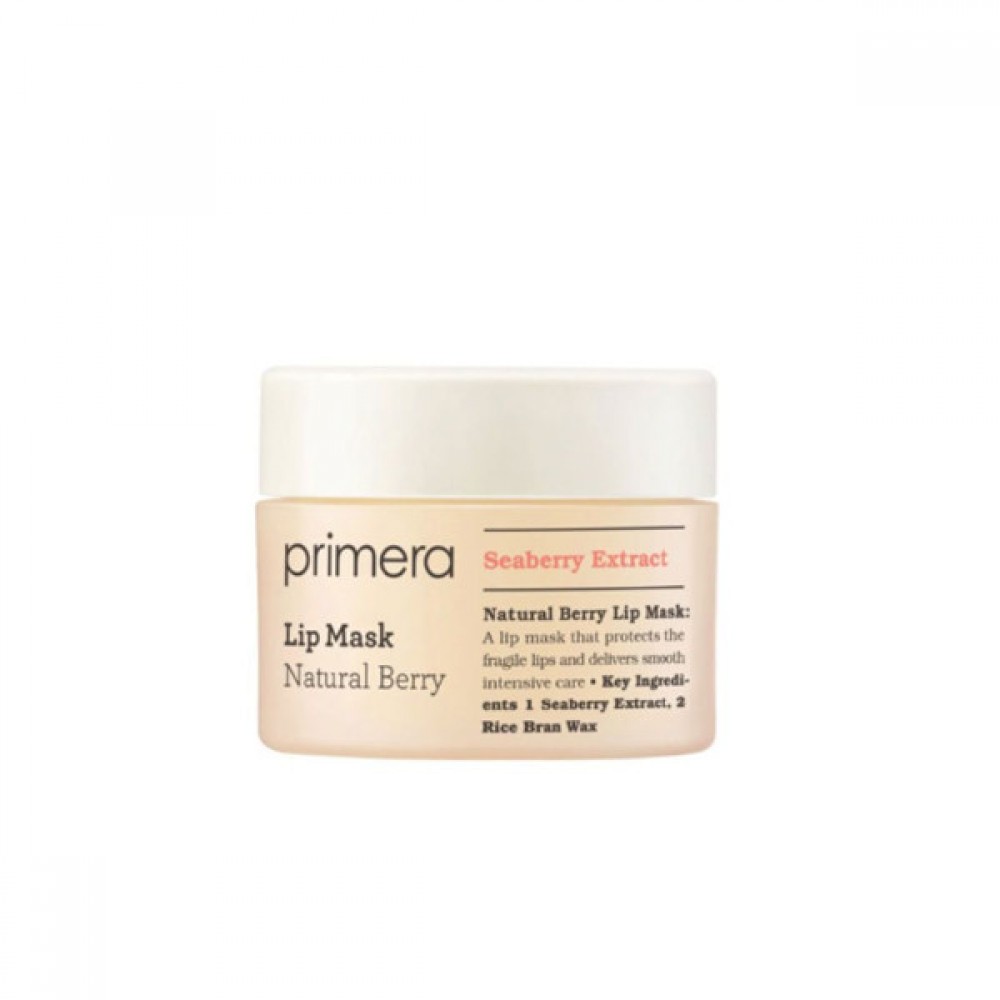 primera
Lip Mask
Natural Berry
Seaberry Extract
Natural Berry Lip Mask:
A lip mask that protects the
fragile lips and delivers smooth
intensive care • Key Ingredi-
ents 1 Seaberry Extract, 2
Rice Bran Wax